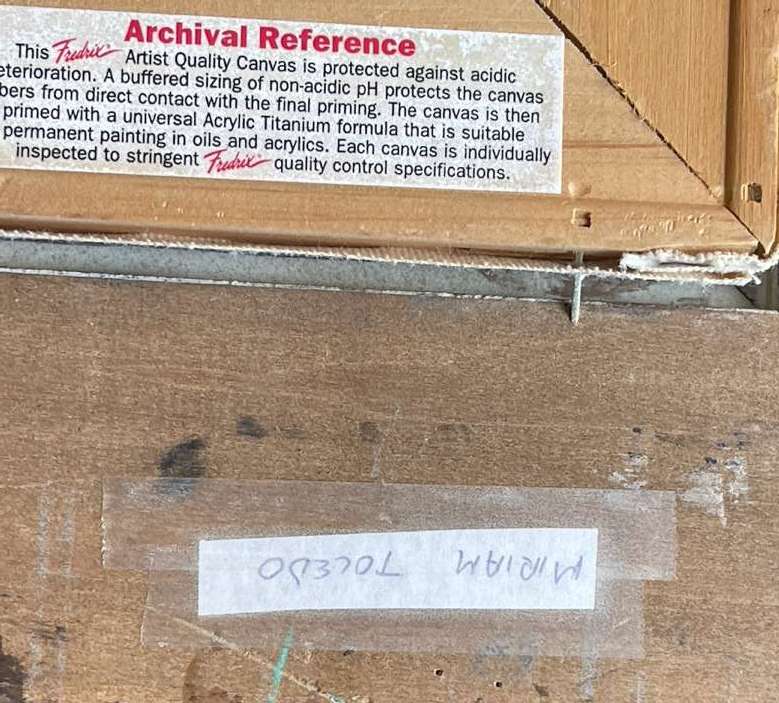 Archival Reference
This Fredrix Artist Quality Canvas is protected against acidic
eterioration. A buffered sizing of non-acidic pH protects the canvas
bers from direct contact with the final priming. The canvas is then
primed with a universal Acrylic Titanium formula that is suitable
permanent painting in oils and acrylics. Each canvas is individually
inspected to stringent Fredrix quality control specifications.
MIRIAM TOLEDO